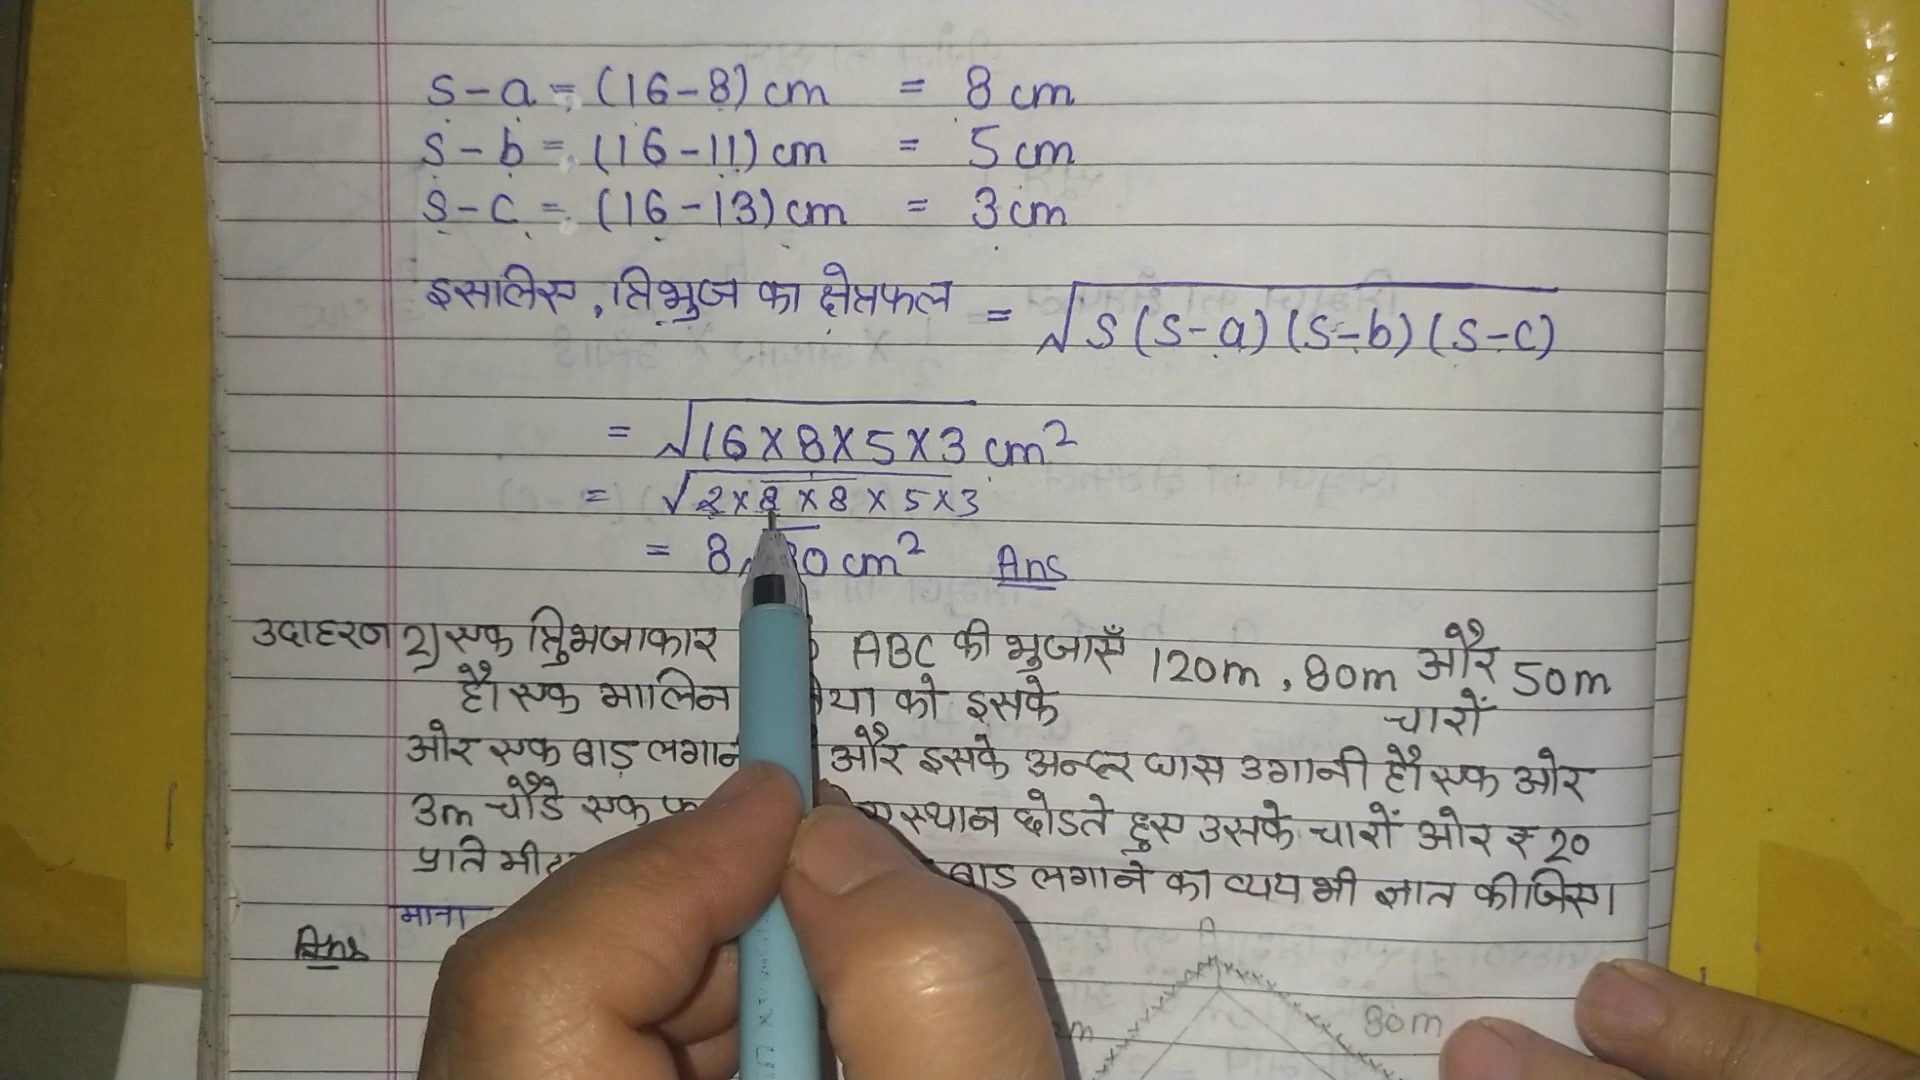 s-a = (16-8) cm = 8 cm
s-b = (16-11) cm = 5 cm
s-c = (16-13) cm = 3 cm
इसलिए, त्रिभुज का क्षेत्रफल = √s(s-a)(s-b)(s-c)
= √16×8×5×3 cm²
= √2×8×8×5×3
= 8√30 cm² Ans
उदाहरण 2) एक त्रिभुजाकार ABC की भुजाएँ 120m, 80m और 50m
है। एक मालिन को इसके चारों
ओर एक बाड़ लगानी और इसके अन्दर घास उगानी है। एक ओर
3m चौडे एक स्थान छोडते हुए उसके चारों ओर ₹ 20
प्रति बाड लगाने का व्यय भी ज्ञात कीजिए।
माना
Ans
A
80m